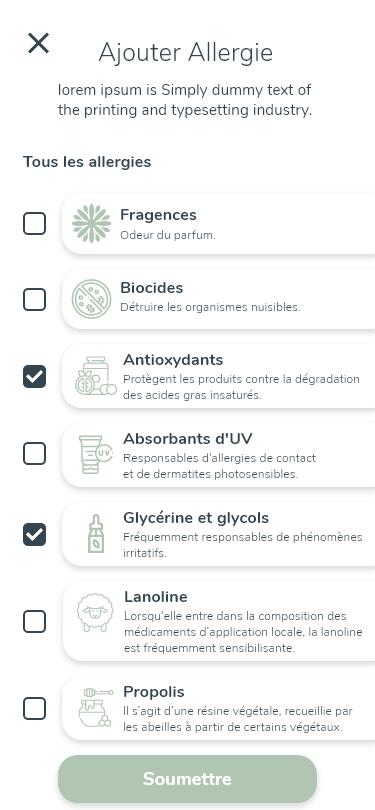 Ajouter Allergie
lorem ipsum is Simply dummy text of
the printing and typesetting industry.
Tous les allergies
Fragences
Odeur du parfum.
Biocides
Détruire les organismes nuisibles.
Antioxydants
Protègent les produits contre la dégradation
des acides gras insaturés.
UV
Absorbants d'UV
Responsables d'allergies de contact
et de dermatites photosensibles.
Glycérine et glycols
Fréquemment responsables de phénomènes
irritatifs.
Lanoline
Lorsqu'elle entre dans la composition des
médicaments d'application locale, la lanoline
est fréquemment sensibilisante.
Propolis
Il s'agit d'une résine végétale, recueillie par
les abeilles à partir de certains végétaux.
Soumettre